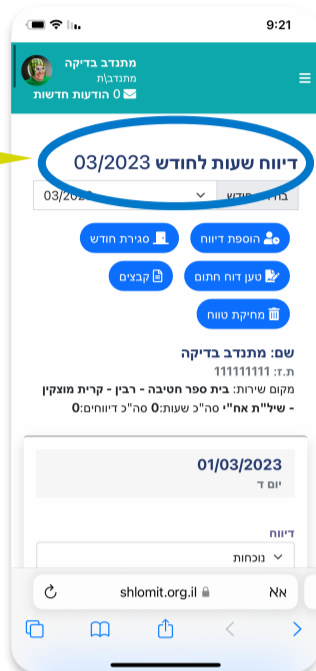 9:21
מתנדב בדיקה
מתנדב\ת
0 הודעות חדשות
דיווח שעות לחודש 03/2023
חודש
הוספת דיווח
סגירת חודש
טען דוח חתום
קבצים
מחיקת טווח
שם: מתנדב בדיקה
ת.ז: 111111111
מקום שירות: בית ספר חטיבה - רבין - קרית מוצקין
- שיל"ת אח"י סה"כ שעות:0 סה"כ דיווחים:0
01/03/2023
יום ד
דיווח
נוכחות
shlomit.org.il
אא